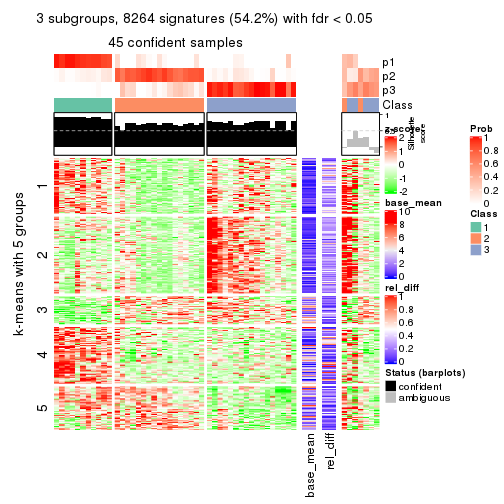 3 subgroups, 8264 signatures (54.2%) with fdr < 0.05
45 confident samples
p1
p2
p3
Class
1
0.5
Silhouette
score
k-means with 5 groups
1
2
3
4
5
base_mean
rel_diff
z-score
2
1
0
-1
-2
base_mean
10
8
6
4
2
0
rel_diff
1
0.8
0.6
0.4
0.2
0
Status (barplots)
confident
ambiguous
Prob
1
0.8
0.6
0.4
0.2
0
Class
1
2
3